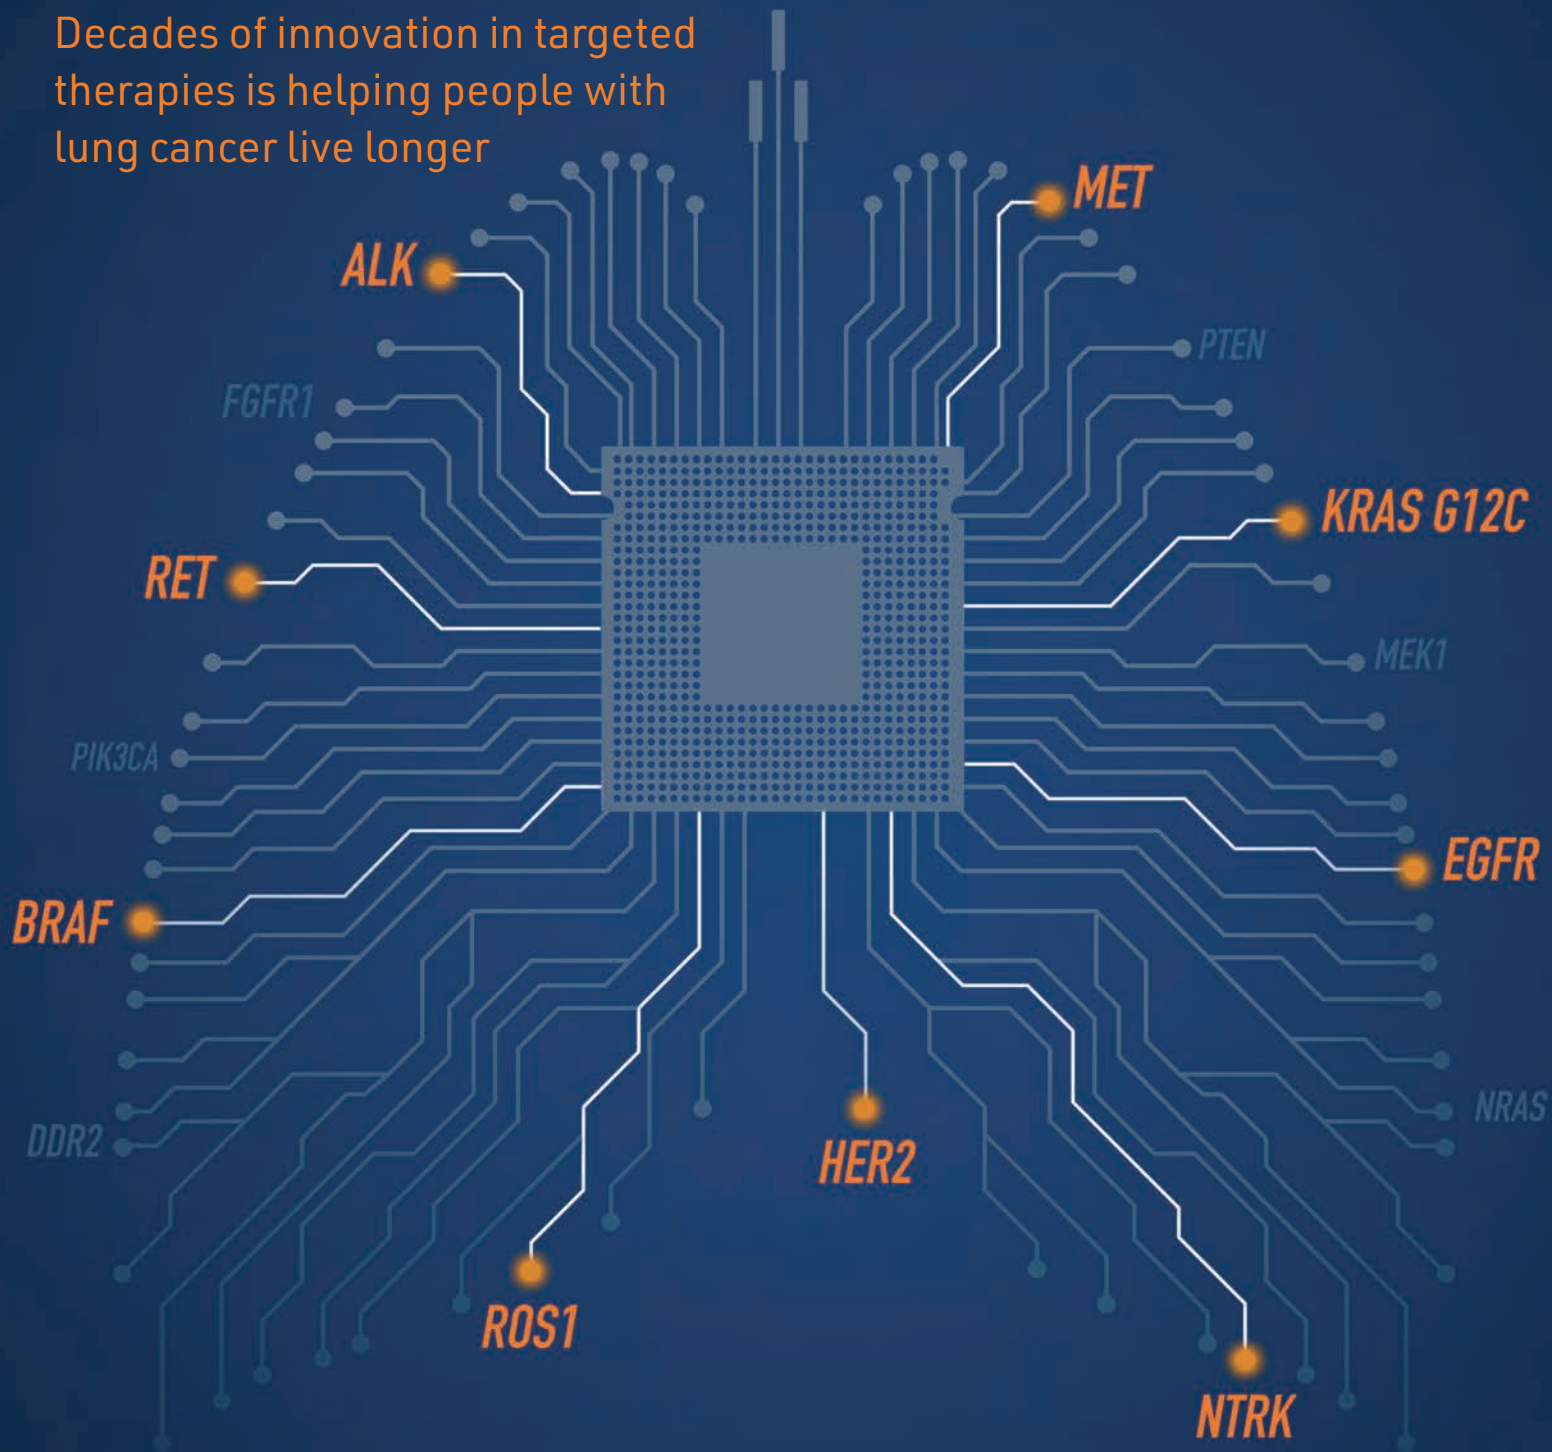 Decades of innovation in targeted
therapies is helping people with
lung cancer live longer
MET
ALK
PTEN
FGFR1
KRAS G12C
RET
MEK1
PIK3CA
EGFR
BRAF
NRAS
DDR2
HER2
ROS1
NTRK